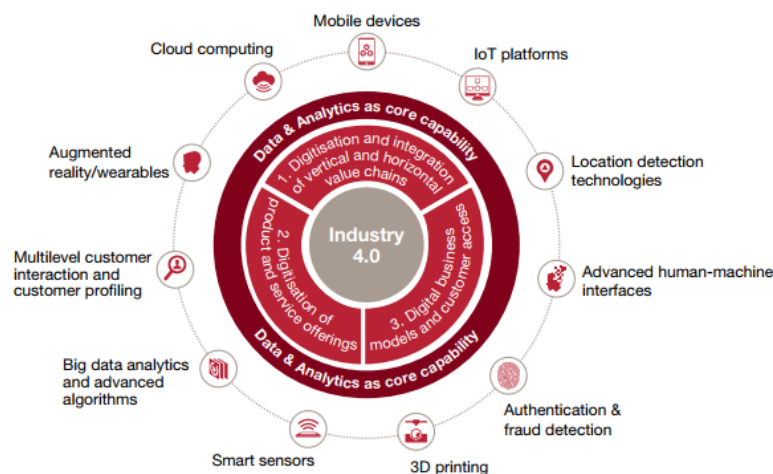 Mobile devices
Cloud computing
IoT platforms
Augmented
reality/wearables
Location detection
technologies
Multilevel customer
interaction and
customer profiling
Advanced human-machine
interfaces
Big data analytics
and advanced
algorithms
Authentication &
fraud detection
Smart sensors
3D printing
Data & Analytics as core capability
1. Digitisation and integration
of vertical and horizontal
value chains
2. Digitisation of
product and service offerings
3. Digital business
models and customer access
Industry
4.0
Data & Analytics as core capability